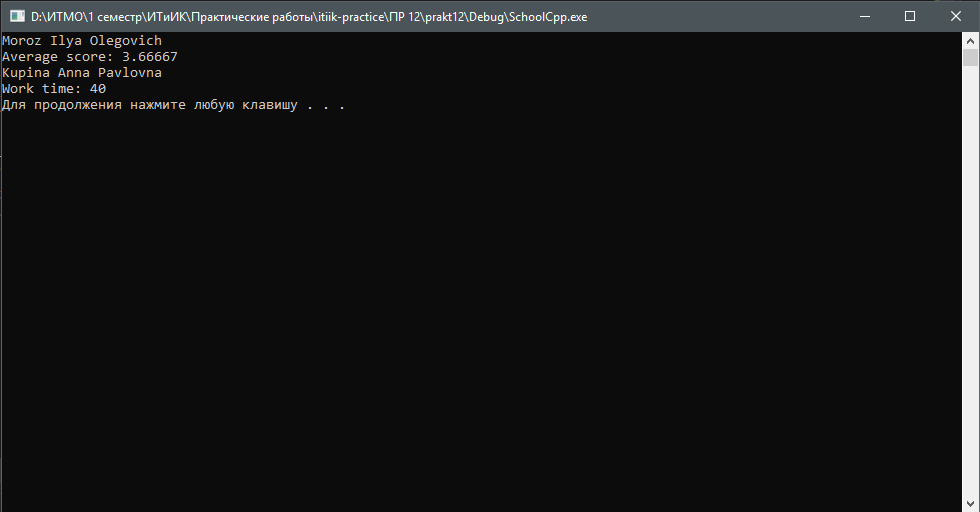 D:\ИТМО\1 семестр\ИТиИК\Практические работы\itiik-practice\ПР 12\prakt12\Debug\SchoolCpp.exe
Moroz Ilya Olegovich
Average score: 3.66667
Kupina Anna Pavlovna
Work time: 40
Для продолжения нажмите любую клавишу . . .